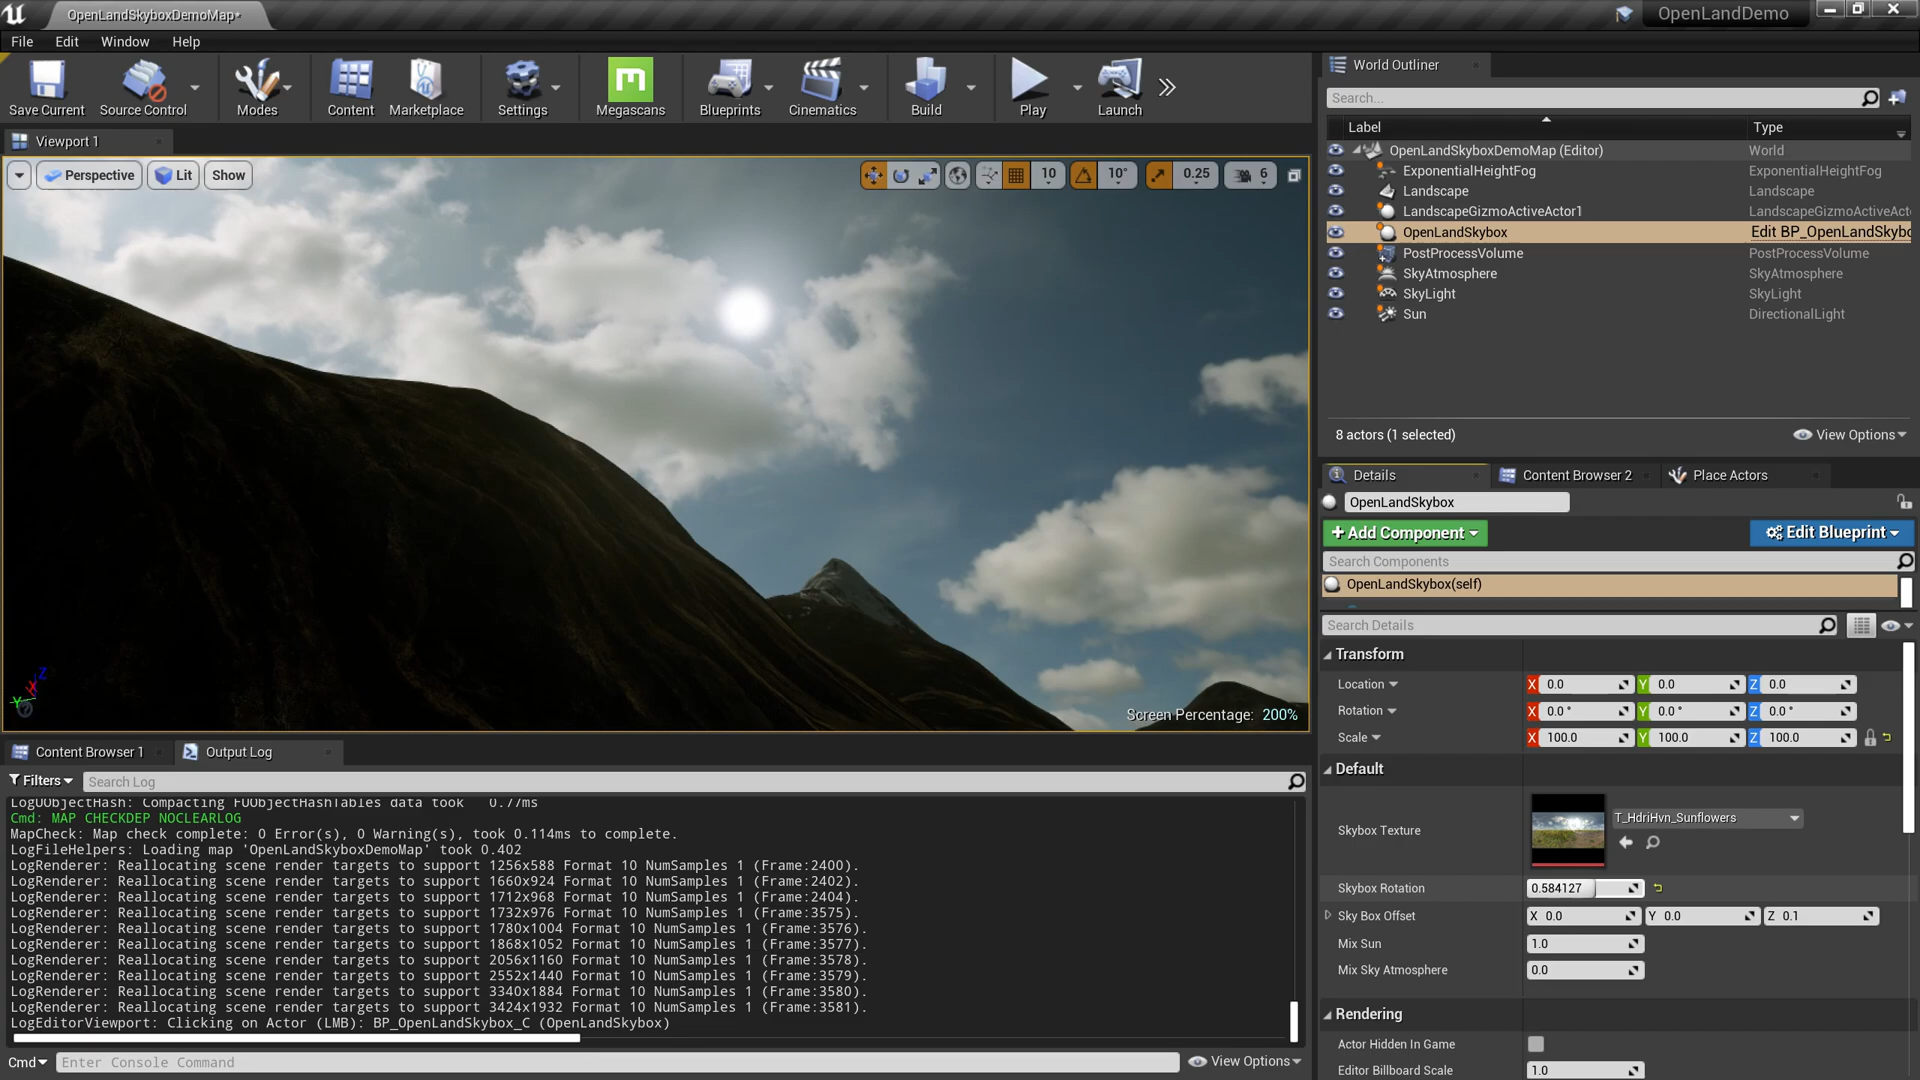 OpenLandSkyboxDemoMap*
OpenLandDemo
File Edit Window Help
Save Current Source Control Modes Content Marketplace Settings Megascans Blueprints Cinematics Build Play Launch
Viewport 1
Perspective Lit Show
10 10° 0.25 6
Screen Percentage: 200%
World Outliner
Search...
Label Type
OpenLandSkyboxDemoMap (Editor) World
ExponentialHeightFog ExponentialHeightFog
Landscape Landscape
LandscapeGizmoActiveActor1 LandscapeGizmoActiveActo
OpenLandSkybox Edit BP_OpenLandSkybo
PostProcessVolume PostProcessVolume
SkyAtmosphere SkyAtmosphere
SkyLight SkyLight
Sun DirectionalLight
8 actors (1 selected) View Options
Details Content Browser 2 Place Actors
OpenLandSkybox
+ Add Component Edit Blueprint
Search Components
OpenLandSkybox(self)
Search Details
Transform
Location X 0.0 Y 0.0 Z 0.0
Rotation X 0.0 ° Y 0.0 ° Z 0.0 °
Scale X 100.0 Y 100.0 Z 100.0
Default
Skybox Texture T_HdriHvn_Sunflowers
Skybox Rotation 0.584127
Sky Box Offset X 0.0 Y 0.0 Z 0.1
Mix Sun 1.0
Mix Sky Atmosphere 0.0
Rendering
Actor Hidden In Game
Editor Billboard Scale 1.0
Content Browser 1 Output Log
Filters Search Log
LogUObjectHash: Compacting FUObjectHashTables data took 0.77ms
Cmd: MAP CHECKDEP NOCLEARLOG
MapCheck: Map check complete: 0 Error(s), 0 Warning(s), took 0.114ms to complete.
LogFileHelpers: Loading map 'OpenLandSkyboxDemoMap' took 0.402
LogRenderer: Reallocating scene render targets to support 1256x588 Format 10 NumSamples 1 (Frame:2400).
LogRenderer: Reallocating scene render targets to support 1660x924 Format 10 NumSamples 1 (Frame:2402).
LogRenderer: Reallocating scene render targets to support 1712x968 Format 10 NumSamples 1 (Frame:2404).
LogRenderer: Reallocating scene render targets to support 1732x976 Format 10 NumSamples 1 (Frame:3575).
LogRenderer: Reallocating scene render targets to support 1780x1004 Format 10 NumSamples 1 (Frame:3576).
LogRenderer: Reallocating scene render targets to support 1868x1052 Format 10 NumSamples 1 (Frame:3577).
LogRenderer: Reallocating scene render targets to support 2056x1160 Format 10 NumSamples 1 (Frame:3578).
LogRenderer: Reallocating scene render targets to support 2552x1440 Format 10 NumSamples 1 (Frame:3579).
LogRenderer: Reallocating scene render targets to support 3340x1884 Format 10 NumSamples 1 (Frame:3580).
LogRenderer: Reallocating scene render targets to support 3424x1932 Format 10 NumSamples 1 (Frame:3581).
LogEditorViewport: Clicking on Actor (LMB): BP_OpenLandSkybox_C (OpenLandSkybox)
Cmd Enter Console Command View Options